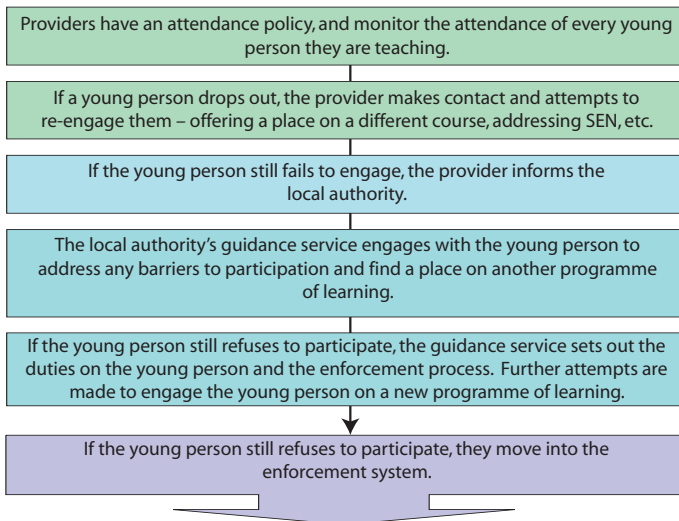 Providers have an attendance policy, and monitor the attendance of every young
person they are teaching.
If a young person drops out, the provider makes contact and attempts to
re-engage them – offering a place on a different course, addressing SEN, etc.
If the young person still fails to engage, the provider informs the
local authority.
The local authority's guidance service engages with the young person to
address any barriers to participation and find a place on another programme
of learning.
If the young person still refuses to participate, the guidance service sets out the
duties on the young person and the enforcement process. Further attempts are
made to engage the young person on a new programme of learning.
If the young person still refuses to participate, they move into the
enforcement system.